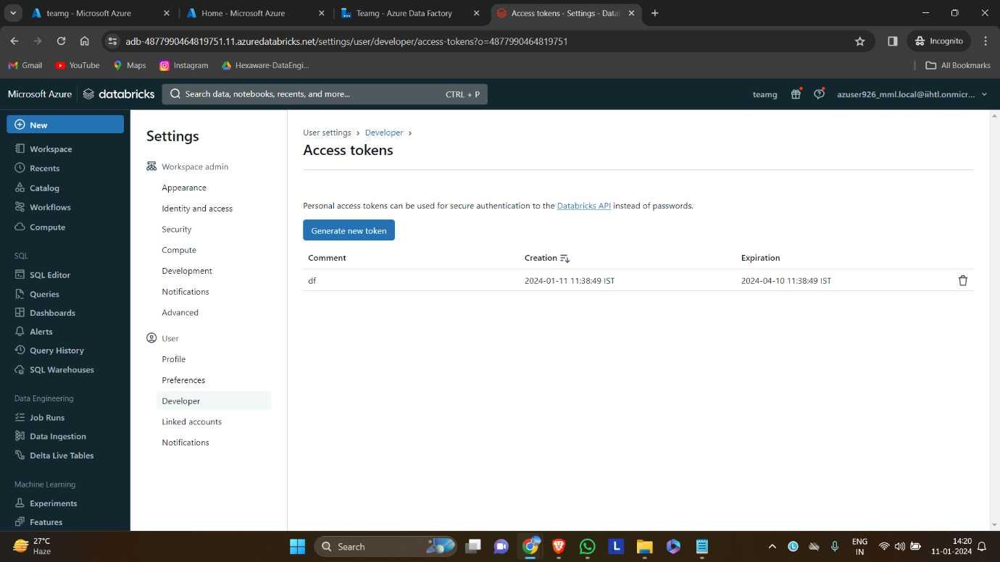 teamg - Microsoft Azure
Home - Microsoft Azure
Teamg - Azure Data Factory
Access tokens - Settings - Data
adb-4877990464819751.11.azuredatabricks.net/settings/user/developer/access-tokens?o=4877990464819751
Incognito
Gmail
YouTube
Maps
Instagram
Hexaware-DataEngi...
All Bookmarks
Microsoft Azure
databricks
Search data, notebooks, recents, and more...
CTRL + P
teamg
azuser926_mml.local@iihtl.onmicr...
New
Workspace
Recents
Catalog
Workflows
Compute
SQL
SQL Editor
Queries
Dashboards
Alerts
Query History
SQL Warehouses
Data Engineering
Job Runs
Data Ingestion
Delta Live Tables
Machine Learning
Experiments
Features
Settings
Workspace admin
Appearance
Identity and access
Security
Compute
Development
Notifications
Advanced
User
Profile
Preferences
Developer
Linked accounts
Notifications
User settings > Developer >
Access tokens
Personal access tokens can be used for secure authentication to the Databricks API instead of passwords.
Generate new token
Comment Creation Expiration
df 2024-01-11 11:38:49 IST 2024-04-10 11:38:49 IST
27°C
Haze
Search
L
L
ENG
IN
14:20
11-01-2024